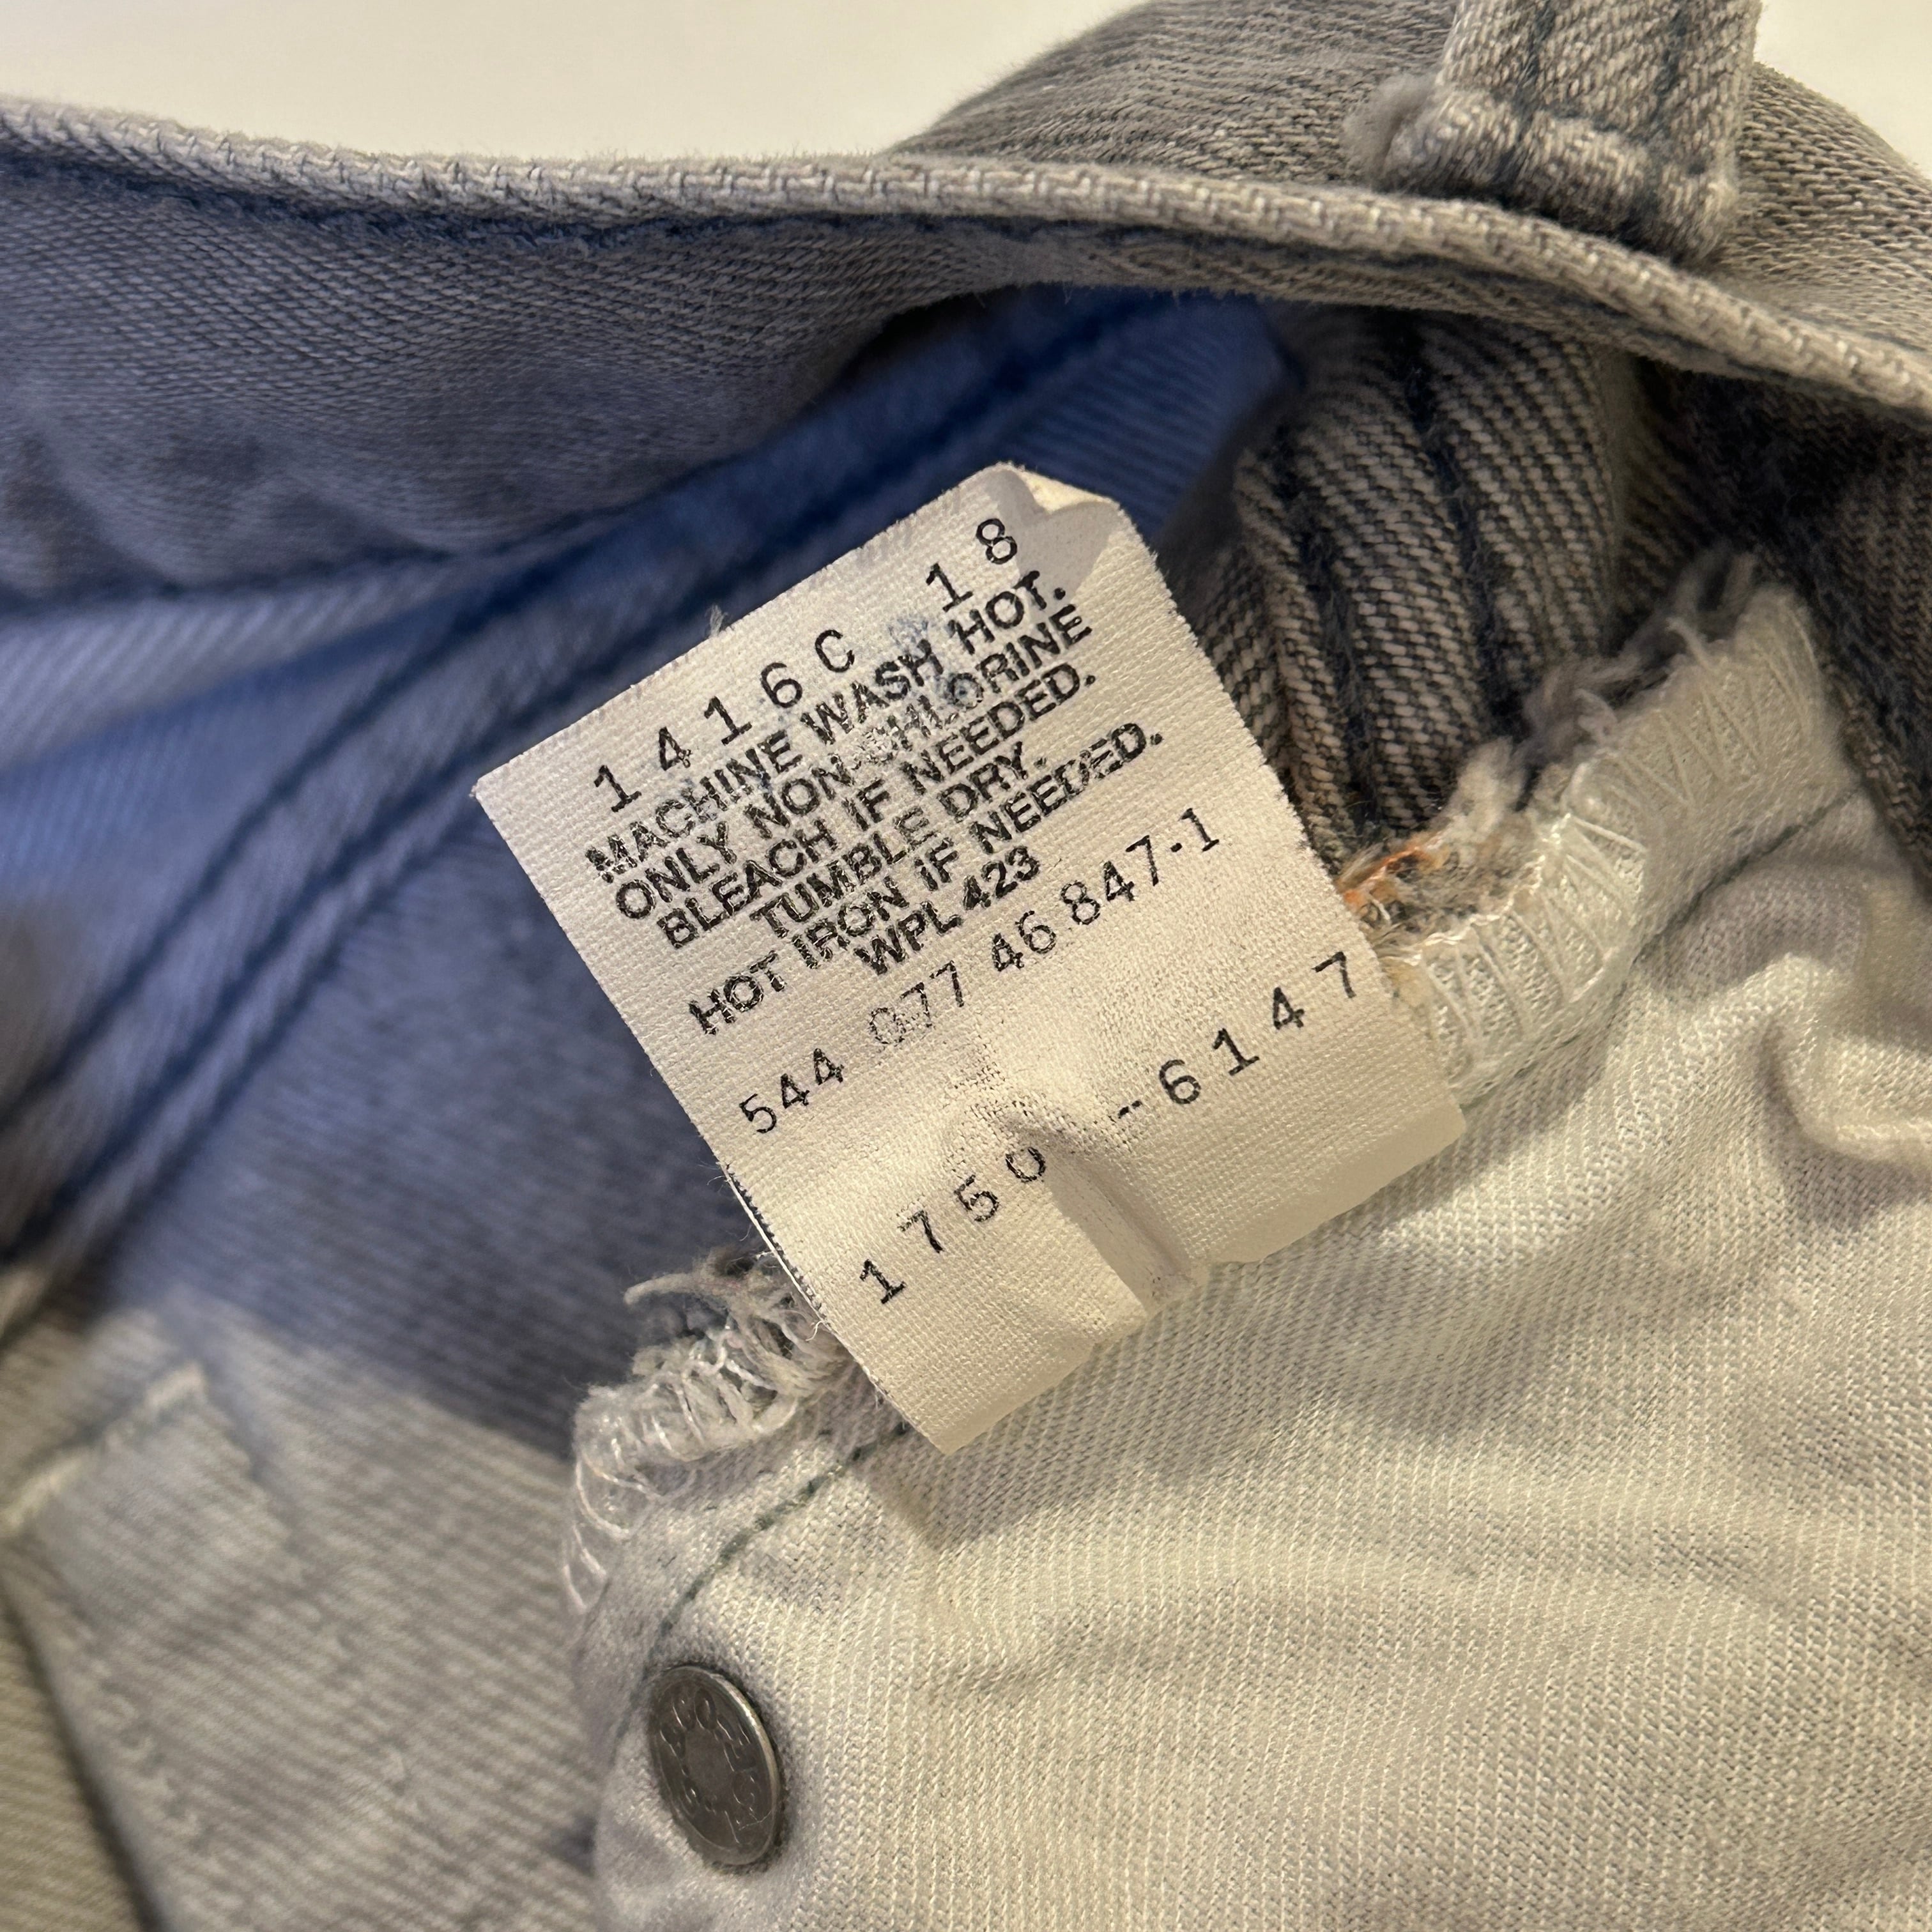 1416C 18
MACHINE WASH HOT.
ONLY NON-CHLORINE
BLEACH IF NEEDED.
TUMBLE DRY.
HOT IRON IF NEEDED.
WPL423
544 077 46 847-1
1750 -6147